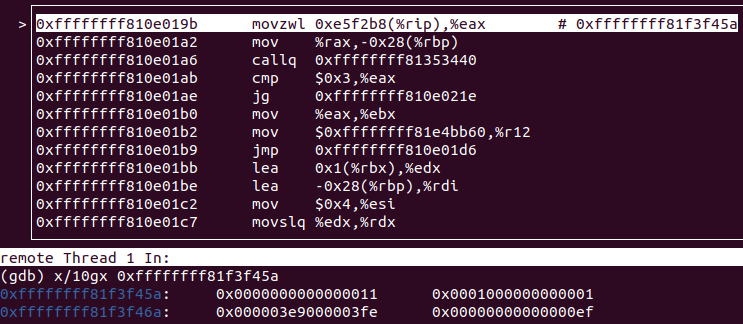 > 0xffffffff810e019b movzwl 0xe5f2b8(%rip),%eax # 0xffffffff81f3f45a
0xffffffff810e01a2 mov %rax,-0x28(%rbp)
0xffffffff810e01a6 callq 0xffffffff81353440
0xffffffff810e01ab cmp $0x3,%eax
0xffffffff810e01ae jg 0xffffffff810e021e
0xffffffff810e01b0 mov %eax,%ebx
0xffffffff810e01b2 mov $0xffffffff81e4bb60,%r12
0xffffffff810e01b9 jmp 0xffffffff810e01d6
0xffffffff810e01bb lea 0x1(%rbx),%edx
0xffffffff810e01be lea -0x28(%rbp),%rdi
0xffffffff810e01c2 mov $0x4,%esi
0xffffffff810e01c7 movslq %edx,%rdx
remote Thread 1 In:
(gdb) x/10gx 0xffffffff81f3f45a
0xffffffff81f3f45a: 0x0000000000000011 0x0001000000000001
0xffffffff81f3f46a: 0x000003e9000003fe 0x00000000000000ef